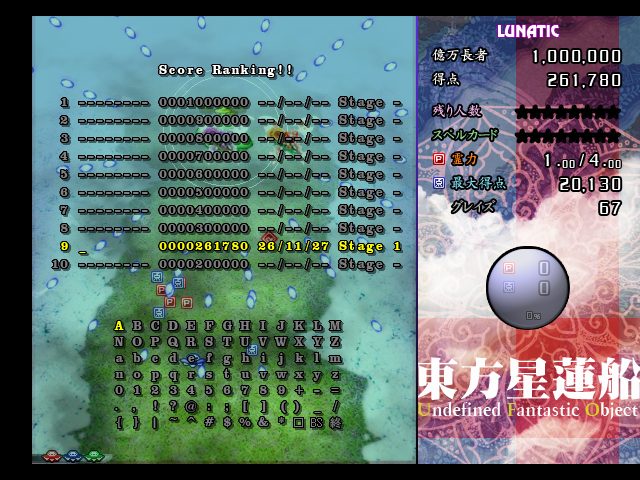 Score Ranking!!
1 -------- 0001000000 --/--/-- Stage -
2 -------- 0000900000 --/--/-- Stage -
3 -------- 0000800000 --/--/-- Stage -
4 -------- 0000700000 --/--/-- Stage -
5 -------- 0000600000 --/--/-- Stage -
6 -------- 0000500000 --/--/-- Stage -
7 -------- 0000400000 --/--/-- Stage -
8 -------- 0000300000 --/--/-- Stage -
9 _ 0000261780 26/11/27 Stage 1
10 -------- 0000200000 --/--/-- Stage -
A B C D E F G H I J K L M
N O P Q R S T U V W X Y Z
a b c d e f g h i j k l m
n o p q r s t u v w x y z
0 1 2 3 4 5 6 7 8 9 + - =
. , ! ? @ : ; [ ] ( ) _ /
{ } | ~ ^ # $ % & * 口 BS 終
LUNATIC
億万長者 1,000,000
得点 261,780
残り人数 ★★★★★★★★
スペルカード ★★★★★★★★
P 霊力 1.00/4.00
点 最大得点 20,130
グレイズ 67
P 0
点 0
0%
東方星蓮船
Undefined Fantastic Object